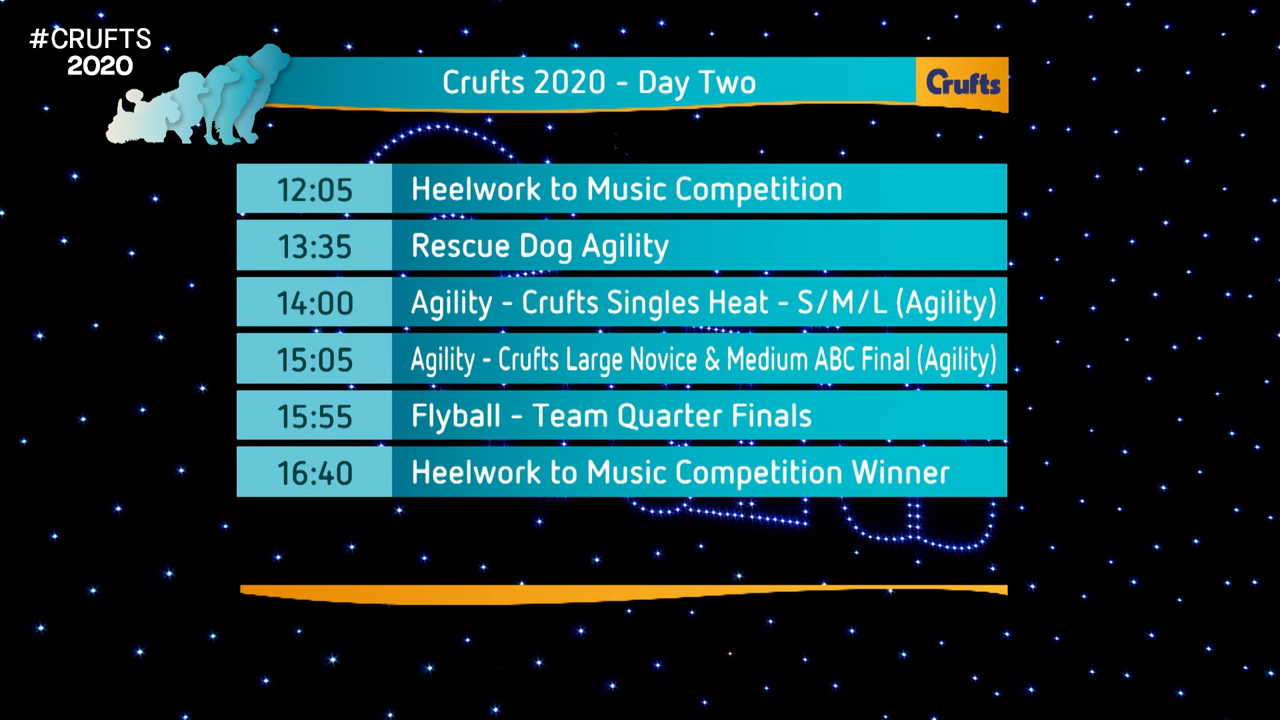 #CRUFTS
2020
Crufts 2020 - Day Two
Crufts
12:05 Heelwork to Music Competition
13:35 Rescue Dog Agility
14:00 Agility - Crufts Singles Heat - S/M/L (Agility)
15:05 Agility - Crufts Large Novice & Medium ABC Final (Agility)
15:55 Flyball - Team Quarter Finals
16:40 Heelwork to Music Competition Winner